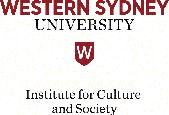 WESTERN SYDNEY
UNIVERSITY
W
Institute for Culture
and Society